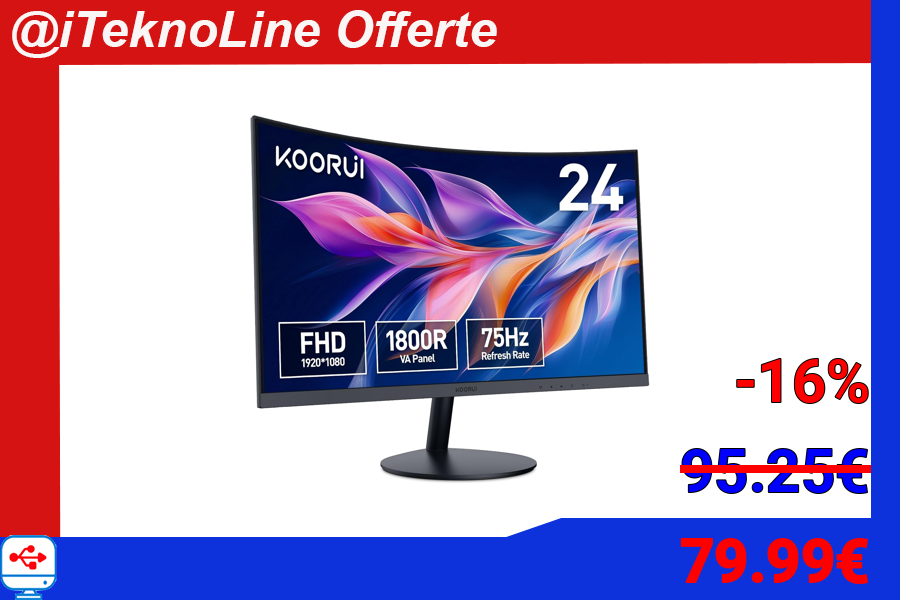 @iTeknoLine Offerte
KOORUI
24
FHD
1920*1080
1800R
VA Panel
75Hz
Refresh Rate
KOORUI
-16%
95.25€
79.99€